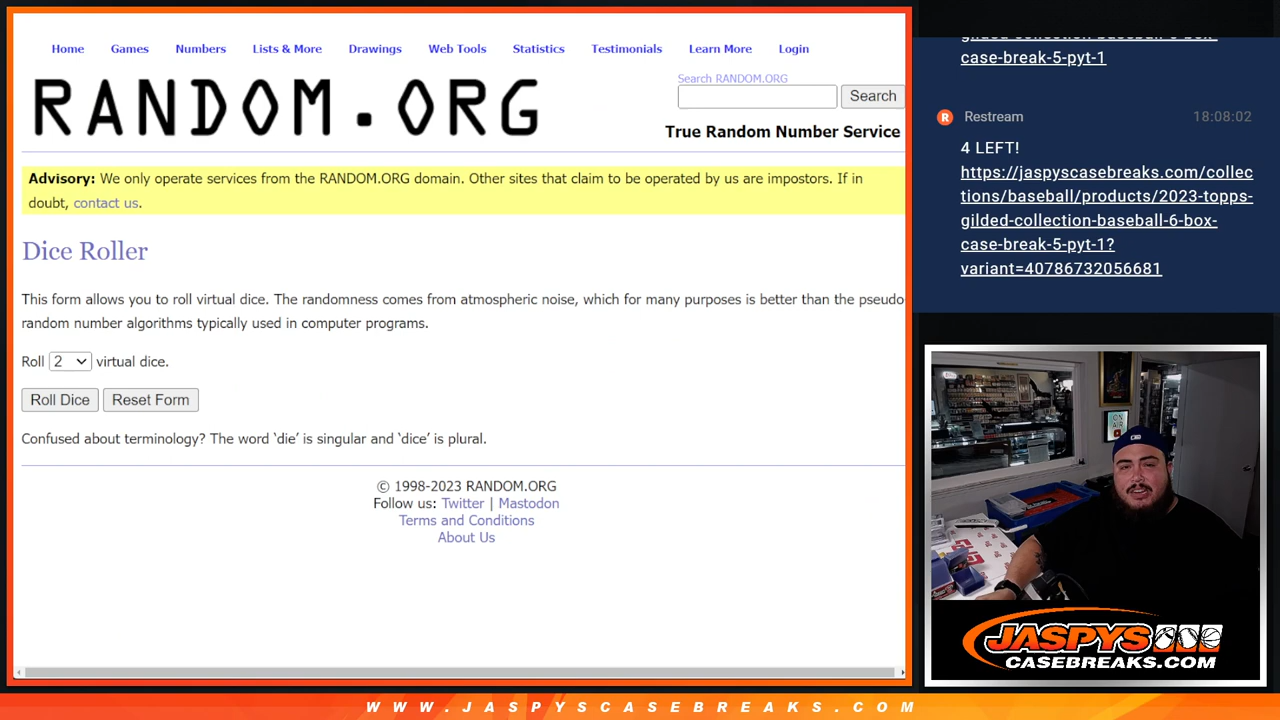 Home Games Numbers Lists & More Drawings Web Tools Statistics Testimonials Learn More Login
RANDOM.ORG
Search RANDOM.ORG
Search
True Random Number Service
Advisory: We only operate services from the RANDOM.ORG domain. Other sites that claim to be operated by us are impostors. If in
doubt, contact us.
Dice Roller
This form allows you to roll virtual dice. The randomness comes from atmospheric noise, which for many purposes is better than the pseudo
random number algorithms typically used in computer programs.
Roll 2 virtual dice.
Roll Dice Reset Form
Confused about terminology? The word ‘die’ is singular and ‘dice’ is plural.
© 1998-2023 RANDOM.ORG
Follow us: Twitter | Mastodon
Terms and Conditions
About Us
gilded-collection-baseball-6-box-
case-break-5-pyt-1
R Restream 18:08:02
4 LEFT!
https://jaspyscasebreaks.com/collec
tions/baseball/products/2023-topps-
gilded-collection-baseball-6-box-
case-break-5-pyt-1?
variant=40786732056681
ON
AIR
JASPYS
CASEBREAKS.COM
WWW.JASPYSCASEBREAKS.COM